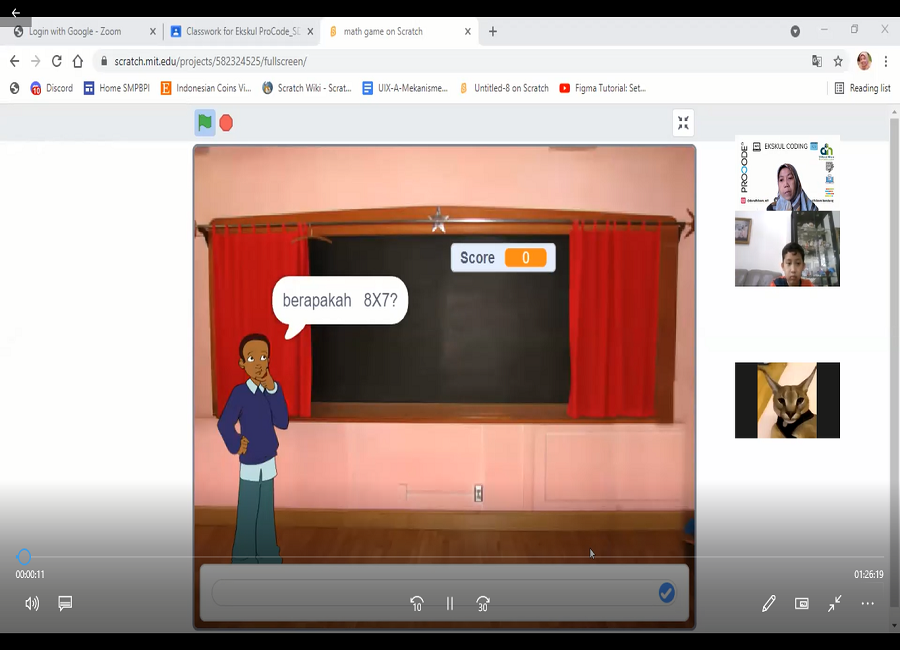 Login with Google - Zoom
Classwork for Ekskul ProCode_SL
math game on Scratch
scratch.mit.edu/projects/582324525/fullscreen/
Discord
Home SMPBPI
Indonesian Coins Vi...
Scratch Wiki - Scrat...
UIX-A-Mekanisme...
Untitled-8 on Scratch
Figma Tutorial: Set...
Reading list
PROCODE
EKSKUL CODING
Score 0
berapakah 8X7?
00:00:11
01:26:19
10
30